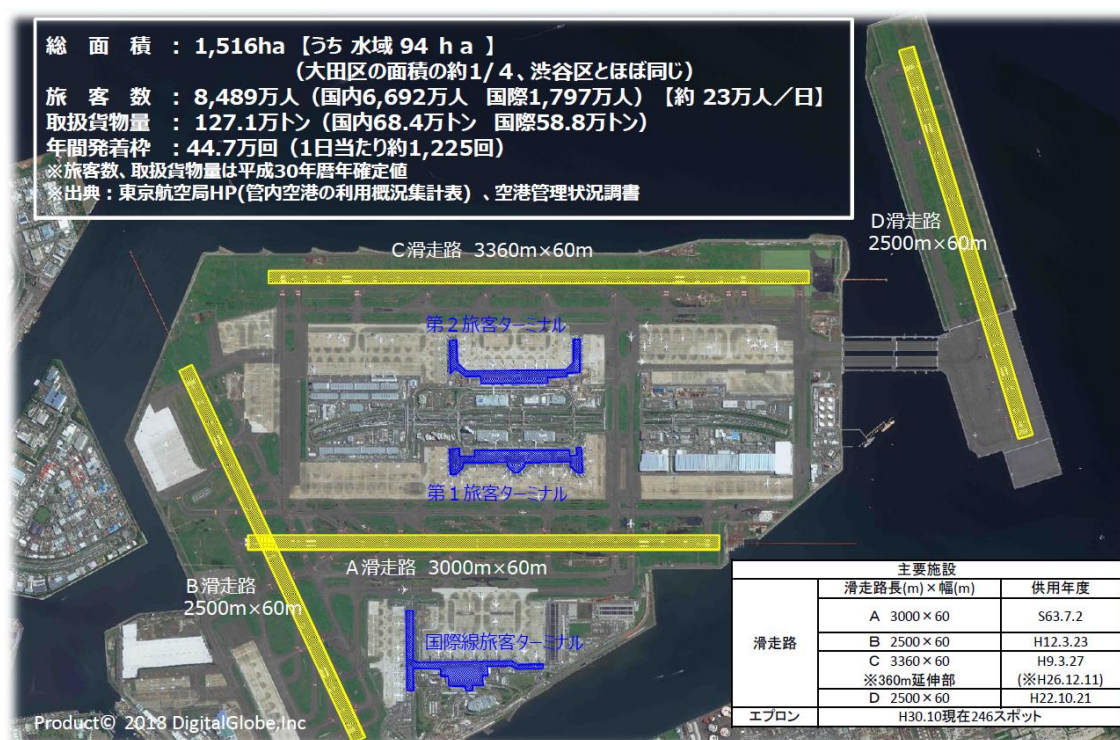 総 面 積 : 1,516ha 【うち 水域 94 ha 】
(大田区の面積の約1/4、渋谷区とほぼ同じ)
旅 客 数 : 8,489万人 (国内6,692万人 国際1,797万人) 【約 23万人/日】
取扱貨物量 : 127.1万トン (国内68.4万トン 国際58.8万トン)
年間発着枠 : 44.7万回 (1日当たり約1,225回)
※旅客数、取扱貨物量は平成30年暦年確定値
※出典:東京航空局HP(管内空港の利用概況集計表) 、空港管理状況調書
D滑走路
2500m×60m
C滑走路 3360m×60m
第2旅客ターミナル
第1旅客ターミナル
A滑走路 3000m×60m
B滑走路
2500m×60m
国際線旅客ターミナル
主要施設
滑走路長(m)×幅(m) 供用年度
滑走路
A 3000×60 S63.7.2
B 2500×60 H12.3.23
C 3360×60 H9.3.27
※360m延伸部 (※H26.12.11)
D 2500×60 H22.10.21
エプロン H30.10現在246スポット
Product© 2018 DigitalGlobe,Inc